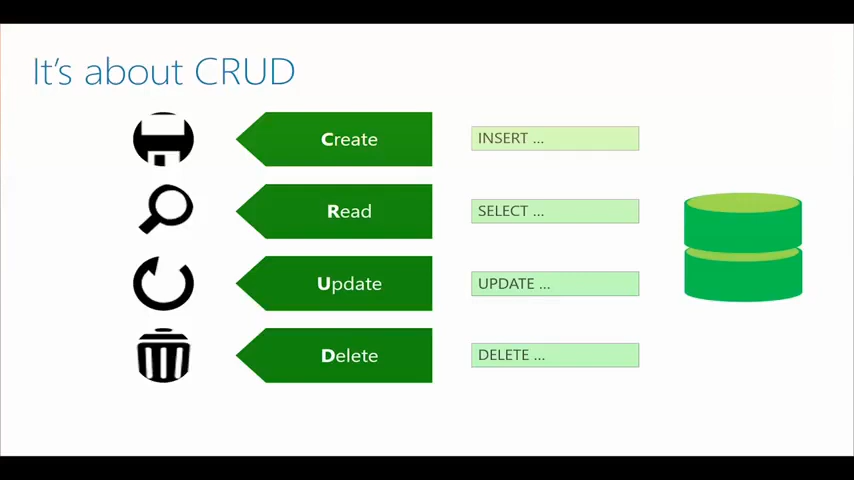 It's about CRUD
Create
INSERT ...
Read
SELECT ...
Update
UPDATE ...
Delete
DELETE ...